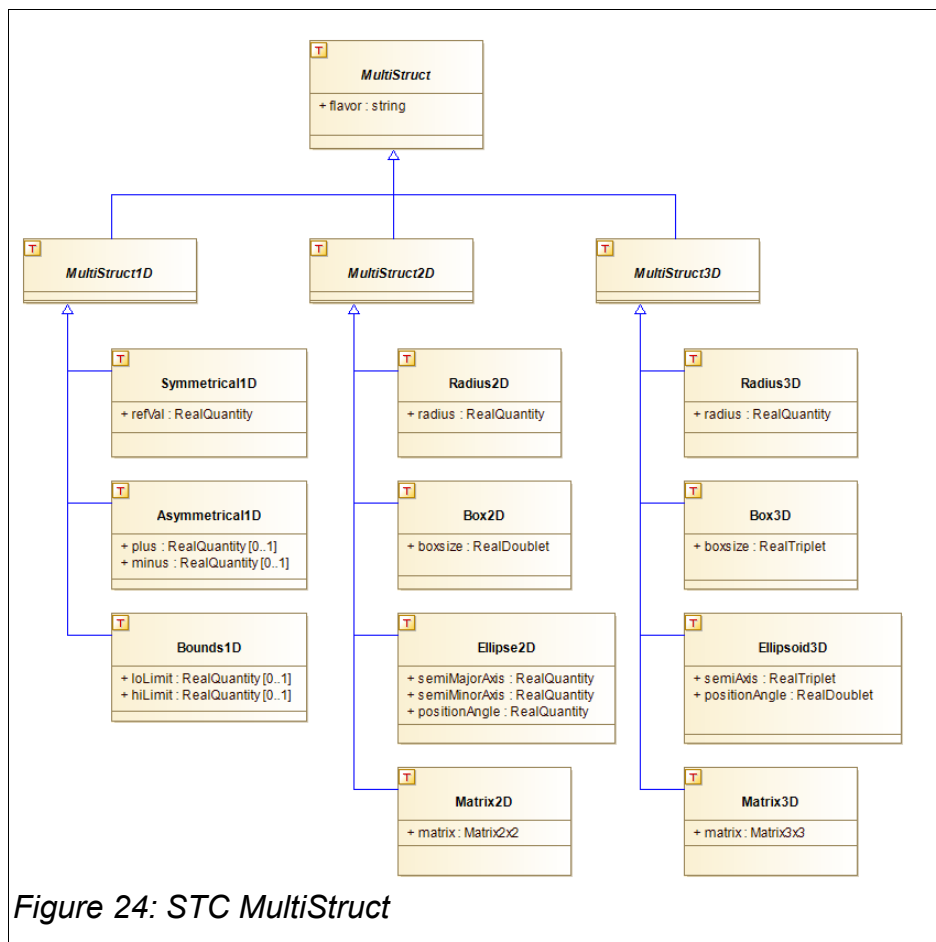 T
MultiStruct
+ flavor : string
T
MultiStruct1D
T
MultiStruct2D
T
MultiStruct3D
T
Symmetrical1D
+ refVal : RealQuantity
T
Radius2D
+ radius : RealQuantity
T
Radius3D
+ radius : RealQuantity
T
Asymmetrical1D
+ plus : RealQuantity [0..1]
+ minus : RealQuantity [0..1]
T
Box2D
+ boxsize : RealDoublet
T
Box3D
+ boxsize : RealTriplet
T
Bounds1D
+ loLimit : RealQuantity [0..1]
+ hiLimit : RealQuantity [0..1]
T
Ellipse2D
+ semiMajorAxis : RealQuantity
+ semiMinorAxis : RealQuantity
+ positionAngle : RealQuantity
T
Ellipsoid3D
+ semiAxis : RealTriplet
+ positionAngle : RealDoublet
T
Matrix2D
+ matrix : Matrix2x2
T
Matrix3D
+ matrix : Matrix3x3
Figure 24: STC MultiStruct